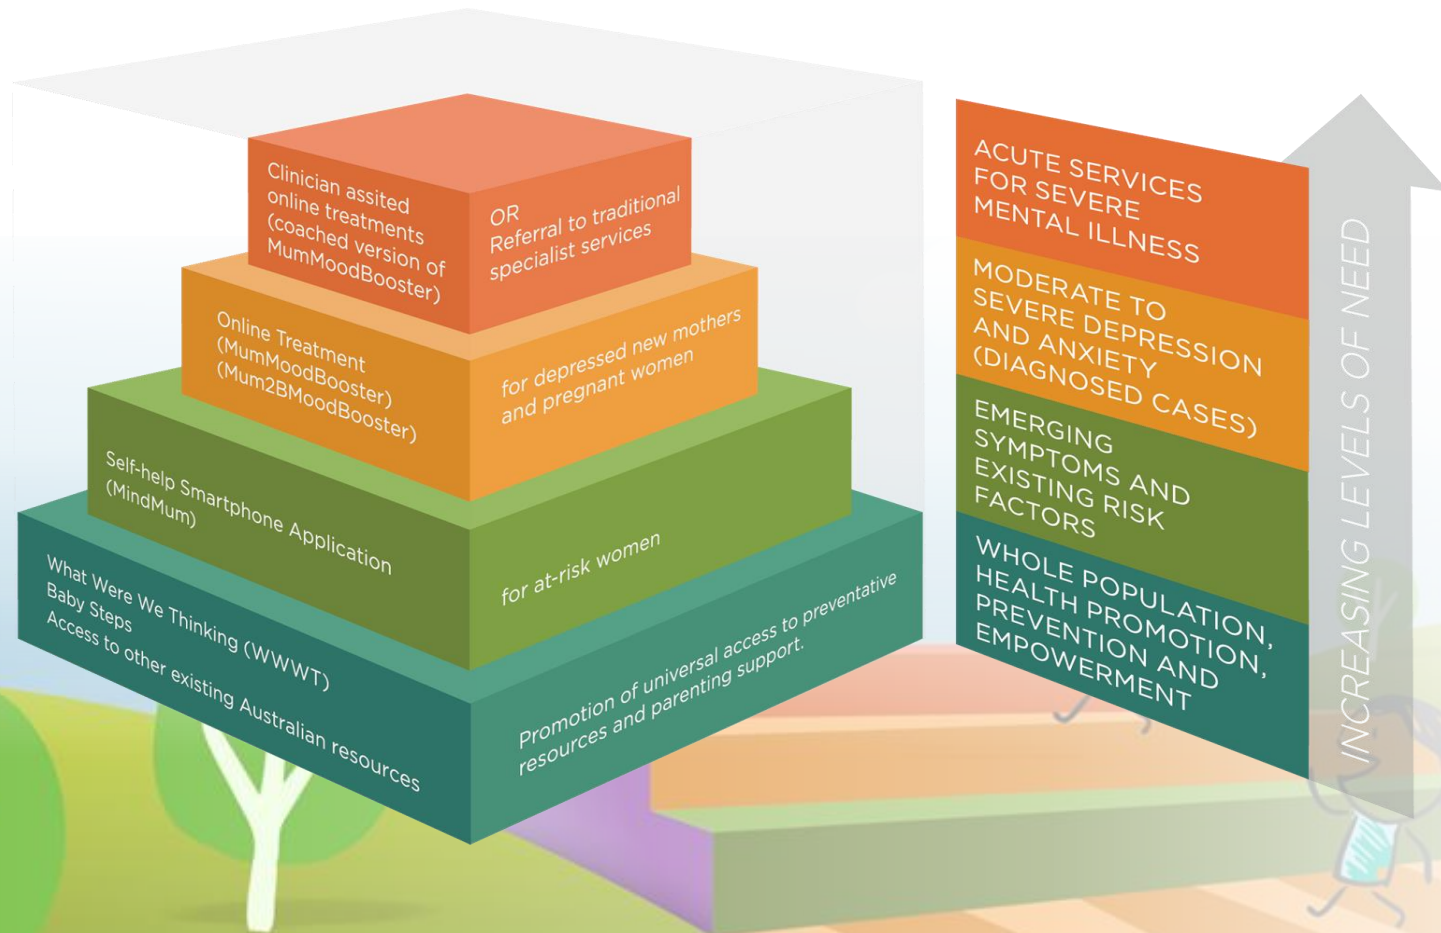 Clinician assited
online treatments
(coached version of
MumMoodBooster)
OR
Referral to traditional
specialist services
Online Treatment
(MumMoodBooster)
(Mum2BMoodBooster)
for depressed new mothers
and pregnant women
Self-help Smartphone Application
(MindMum)
for at-risk women
What Were We Thinking (WWWT)
Baby Steps
Access to other existing Australian resources
Promotion of universal access to preventative
resources and parenting support.
ACUTE SERVICES
FOR SEVERE
MENTAL ILLNESS
MODERATE TO
SEVERE DEPRESSION
AND ANXIETY
(DIAGNOSED CASES)
EMERGING
SYMPTOMS AND
EXISTING RISK
FACTORS
WHOLE POPULATION,
HEALTH PROMOTION,
PREVENTION AND
EMPOWERMENT
INCREASING LEVELS OF NEED